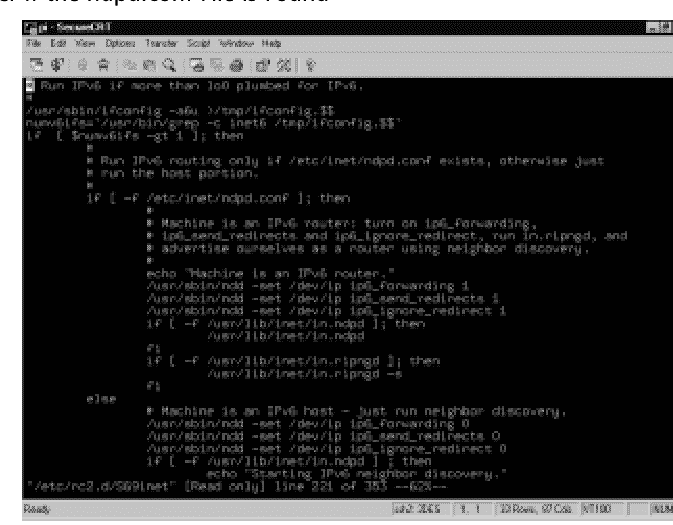 if the ndpd.conf file is found
pi - SecureCRT
File Edit View Options Transfer Script Window Help
# Run IPv6 if more than lo0 plumbed for IPv6.
#
/usr/sbin/ifconfig -a6u >/tmp/ifconfig.$$
numv6ifs=`/usr/bin/grep -c inet6 /tmp/ifconfig.$$`
if [ $numv6ifs -gt 1 ]; then
#
# Run IPv6 routing only if /etc/inet/ndpd.conf exists, otherwise just
# run the host portion.
#
if [ -f /etc/inet/ndpd.conf ]; then
#
# Machine is an IPv6 router: turn on ip6_forwarding,
# ip6_send_redirects and ip6_ignore_redirect, run in.ripngd, and
# advertise ourselves as a router using neighbor discovery.
#
echo "Machine is an IPv6 router."
/usr/sbin/ndd -set /dev/ip ip6_forwarding 1
/usr/sbin/ndd -set /dev/ip ip6_send_redirects 1
/usr/sbin/ndd -set /dev/ip ip6_ignore_redirect 1
if [ -f /usr/lib/inet/in.ndpd ]; then
/usr/lib/inet/in.ndpd
fi
if [ -f /usr/lib/inet/in.ripngd ]; then
/usr/lib/inet/in.ripngd -s
fi
else
# Machine is an IPv6 host - just run neighbor discovery.
/usr/sbin/ndd -set /dev/ip ip6_forwarding 0
/usr/sbin/ndd -set /dev/ip ip6_send_redirects 0
/usr/sbin/ndd -set /dev/ip ip6_ignore_redirect 0
if [ -f /usr/lib/inet/in.ndpd ] ; then
echo "Starting IPv6 neighbor discovery."
"/etc/rc2.d/S69inet" [Read only] line 221 of 353 --62%--
Ready 1, 1 VT100 NUM